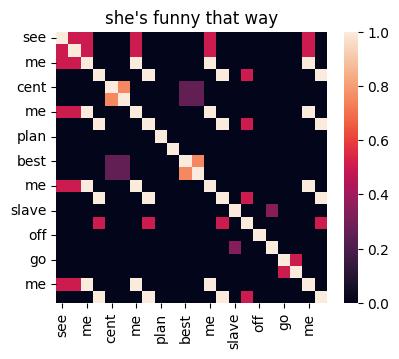 she's funny that way
see
me
cent
me
plan
best
me
slave
off
go
me
1.0
0.8
0.6
0.4
0.2
0.0
see
me
cent
me
plan
best
me
slave
off
go
me